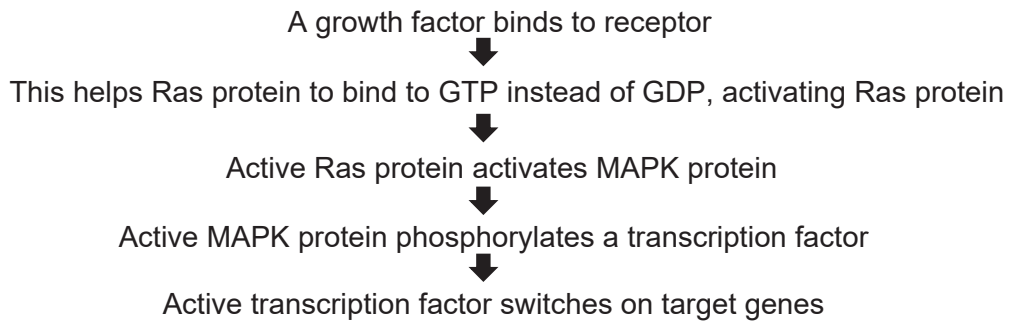 A growth factor binds to receptor
This helps Ras protein to bind to GTP instead of GDP, activating Ras protein
Active Ras protein activates MAPK protein
Active MAPK protein phosphorylates a transcription factor
Active transcription factor switches on target genes